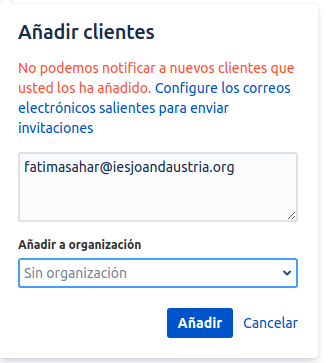 Añadir clientes
No podemos notificar a nuevos clientes que
usted los ha añadido. Configure los correos
electrónicos salientes para enviar
invitaciones
fatimasahar@iesjoandaustria.org
Añadir a organización
Sin organización
Añadir Cancelar